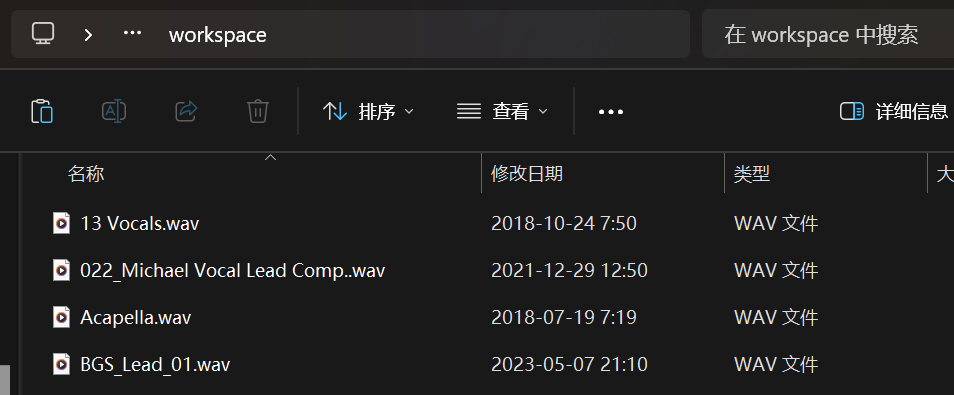 workspace
在 workspace 中搜索
排序
查看
详细信息
名称 修改日期 类型 大
13 Vocals.wav 2018-10-24 7:50 WAV 文件
022_Michael Vocal Lead Comp..wav 2021-12-29 12:50 WAV 文件
Acapella.wav 2018-07-19 7:19 WAV 文件
BGS_Lead_01.wav 2023-05-07 21:10 WAV 文件